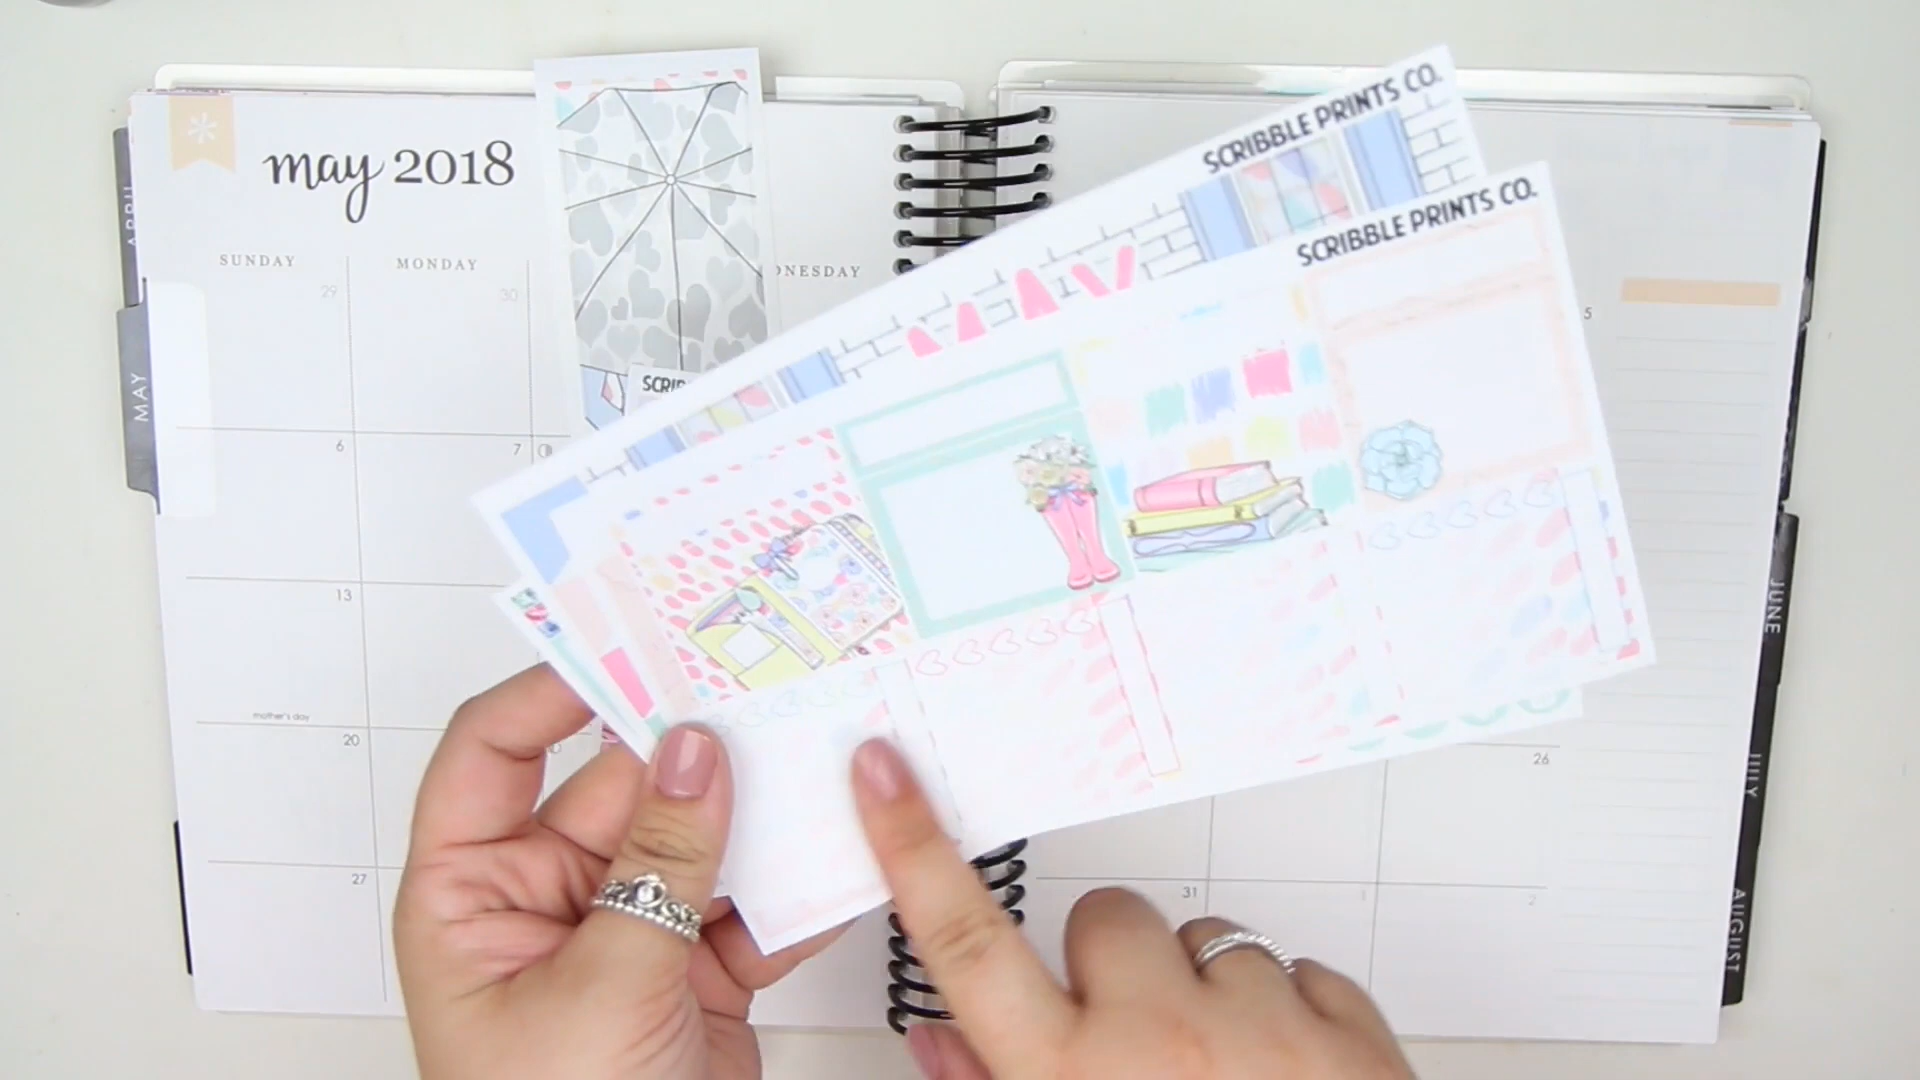 may 2018
SUNDAY
MONDAY
29
30
6
7
13
mother's day
20
27
APRIL
MAY
SCRIBBLE PRINTS CO.
SCRIBBLE PRINTS CO.
5
26
31
1
2
JUNE
JULY
AUGUST